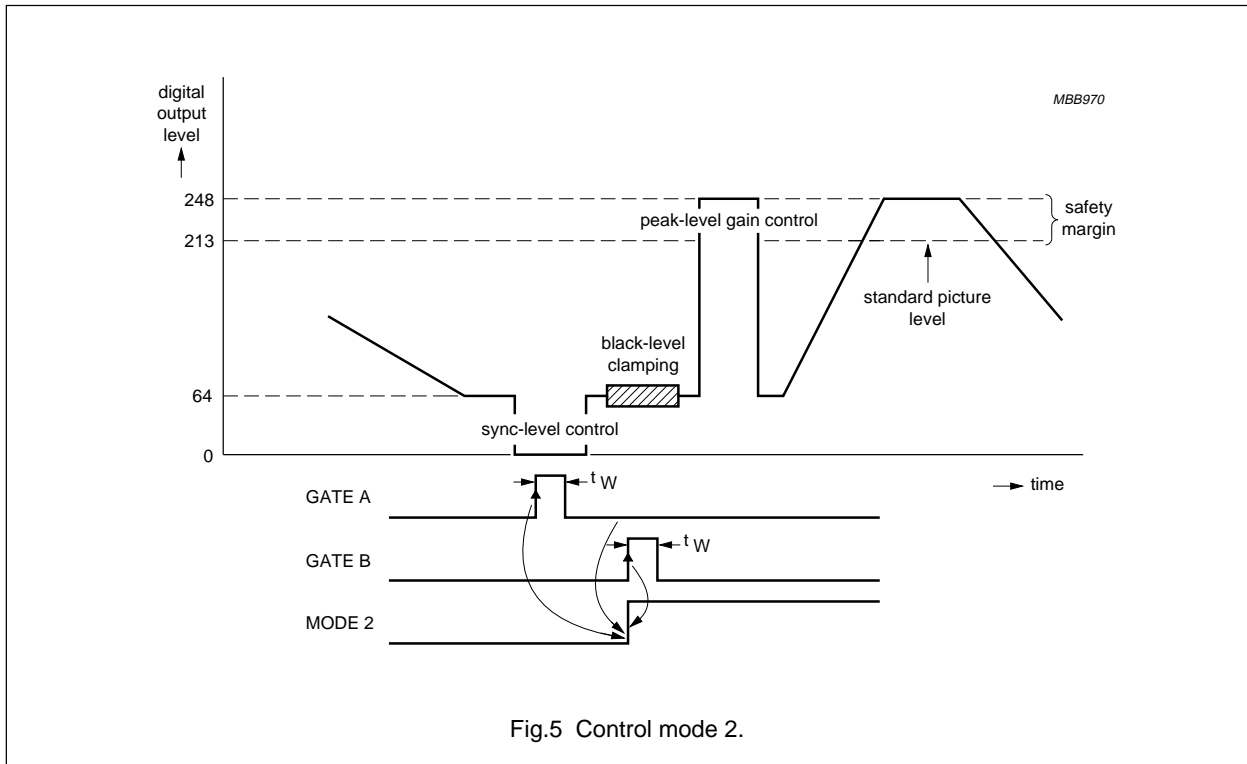 digital
output
level
MBB970
248
peak-level gain control
safety
margin
213
standard picture
level
black-level
clamping
64
sync-level control
0
time
GATE A
t W
GATE B
t W
MODE 2
Fig.5 Control mode 2.